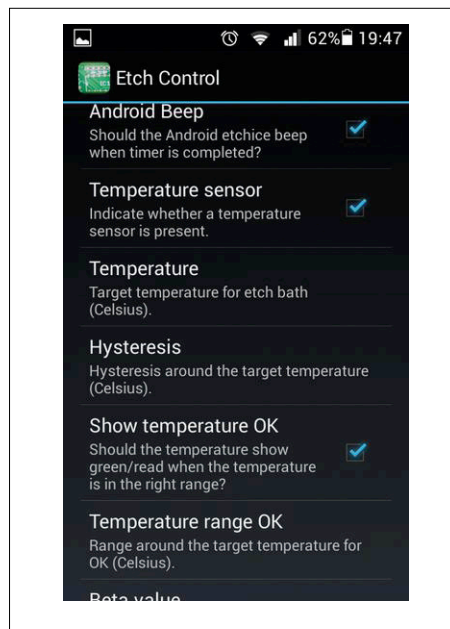 62% 19:47
Etch Control
Android Beep
Should the Android etchice beep
when timer is completed?
Temperature sensor
Indicate whether a temperature
sensor is present.
Temperature
Target temperature for etch bath
(Celsius).
Hysteresis
Hysteresis around the target temperature
(Celsius).
Show temperature OK
Should the temperature show
green/read when the temperature
is in the right range?
Temperature range OK
Range around the target temperature for
OK (Celsius).
Beta value